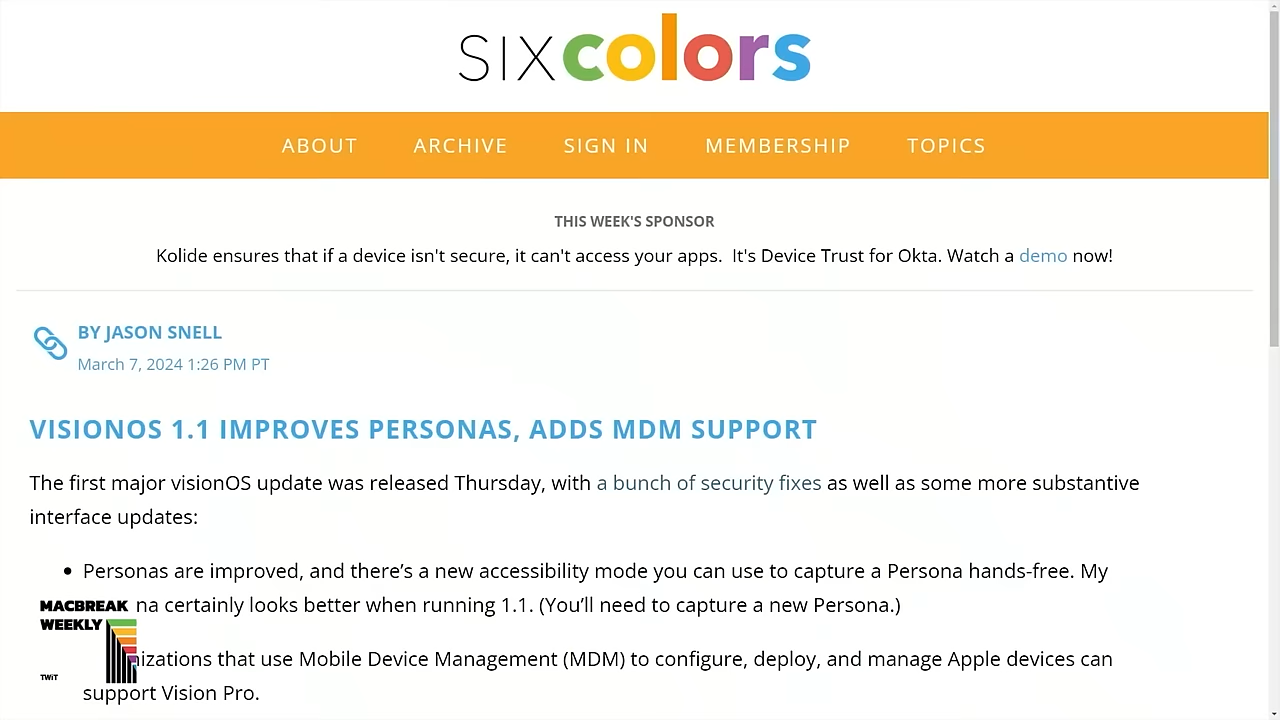 SIXcolors
ABOUT ARCHIVE SIGN IN MEMBERSHIP TOPICS
THIS WEEK'S SPONSOR
Kolide ensures that if a device isn't secure, it can't access your apps. It's Device Trust for Okta. Watch a demo now!
BY JASON SNELL
March 7, 2024 1:26 PM PT
VISIONOS 1.1 IMPROVES PERSONAS, ADDS MDM SUPPORT
The first major visionOS update was released Thursday, with a bunch of security fixes as well as some more substantive
interface updates:
• Personas are improved, and there’s a new accessibility mode you can use to capture a Persona hands-free. My
na certainly looks better when running 1.1. (You’ll need to capture a new Persona.)
nizations that use Mobile Device Management (MDM) to configure, deploy, and manage Apple devices can
support Vision Pro.
MACBREAK
WEEKLY
TWiT